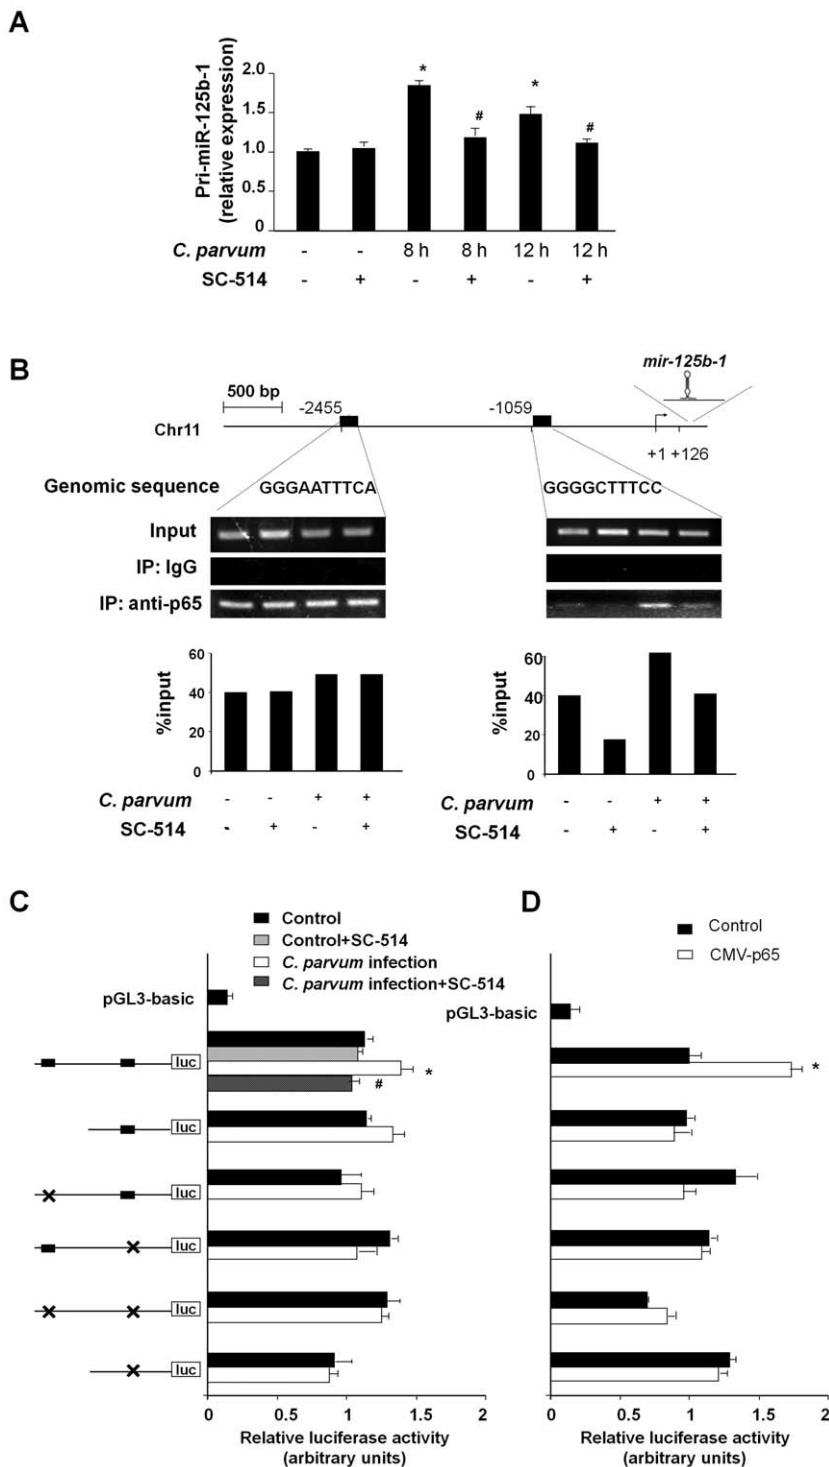 A
Pri-miR-125b-1
(relative expression)
2.0
1.5
1.0
0.5
0
* # * #
C. parvum - - 8 h 8 h 12 h 12 h
SC-514 - + - + - +
B
mir-125b-1
500 bp
-2455
-1059
Chr11
+1 +126
Genomic sequence GGGAATTTCA GGGGCTTTCC
Input
IP: IgG
IP: anti-p65
%input
60
40
20
0
%input
60
40
20
0
C. parvum - - + +
SC-514 - + - +
C. parvum - - + +
SC-514 - + - +
C
Control
Control+SC-514
C. parvum infection
C. parvum infection+SC-514
pGL3-basic
luc
*
#
luc
luc
luc
luc
luc
0 0.5 1 1.5 2
Relative luciferase activity
(arbitrary units)
D
Control
CMV-p65
pGL3-basic
*
0 0.5 1 1.5 2
Relative luciferase activity
(arbitrary units)